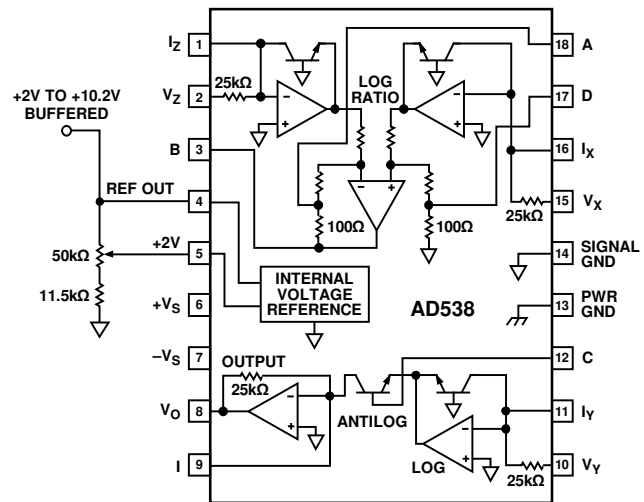 I_Z 1
25kΩ
V_Z 2
+2V TO +10.2V
BUFFERED
B 3
REF OUT 4
50kΩ
+2V 5
11.5kΩ
+V_S 6
–V_S 7
V_O 8
I 9
LOG
RATIO
100Ω
100Ω
INTERNAL
VOLTAGE
REFERENCE
AD538
OUTPUT
25kΩ
ANTILOG
LOG
18 A
17 D
16 I_X
15 V_X
25kΩ
14 SIGNAL
GND
13 PWR
GND
12 C
11 I_Y
10 V_Y
25kΩ
– +
– +
– +
– +
– +